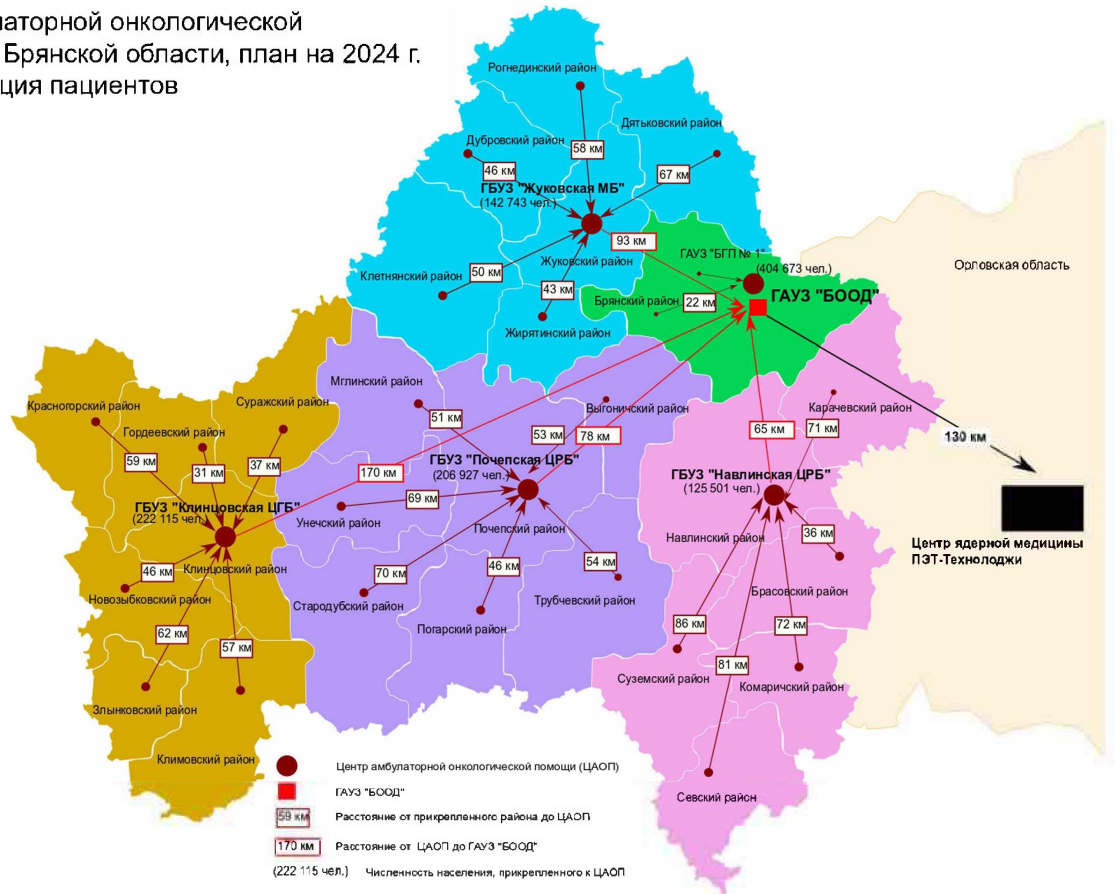 латорной онкологической
Брянской области, план на 2024 г.
ция пациентов
Рогнединский район
Дятьковский район
Дубровский район
58 км
46 км
67 км
ГБУЗ "Жуковская МБ"
(142 743 чел.)
93 км
ГАУЗ "БГП № 1"
(404 673 чел.)
Жуковский район
Клетнянский район
50 км
43 км
Брянский район
22 км
ГАУЗ "БООД"
Жирятинский район
Орловская область
Мглинский район
51 км
Выгоничский район
Карачевский район
Красногорский район
Суражский район
Гордеевский район
53 км
78 км
65 км
71 км
130 км
59 км
31 км
37 км
170 км
ГБУЗ "Почепская ЦРБ"
(206 927 чел.)
ГБУЗ "Навлинская ЦРБ"
(125 501 чел.)
69 км
ГБУЗ "Клинцовская ЦГБ"
(222 115 чел.
Унечский район
Почепский район
Навлинский район
36 км
Центр ядерной медицины
ПЭТ-Технолоджи
46 км
Клинцовский район
70 км
46 км
54 км
Новозыбковский район
Стародубский район
Трубчевский район
Брасовский район
62 км
57 км
Погарский район
86 км
72 км
81 км
Суземский район
Комаричский район
Злынковский район
Климовский район
Севский район
Центр амбулаторной онкологической помощи (ЦАОП)
ГАУЗ "БООД"
59 км
Расстояние от прикрепленного района до ЦАОП
170 км
Расстояние от ЦАОП до ГАУЗ "БООД"
(222 115 чел.) Численность населения, прикрепленного к ЦАОП